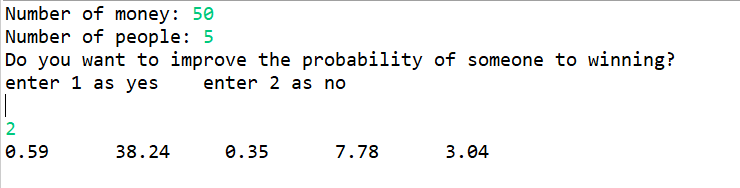 Number of money: 50
Number of people: 5
Do you want to improve the probability of someone to winning?
enter 1 as yes    enter 2 as no
2
0.59      38.24     0.35      7.78      3.04